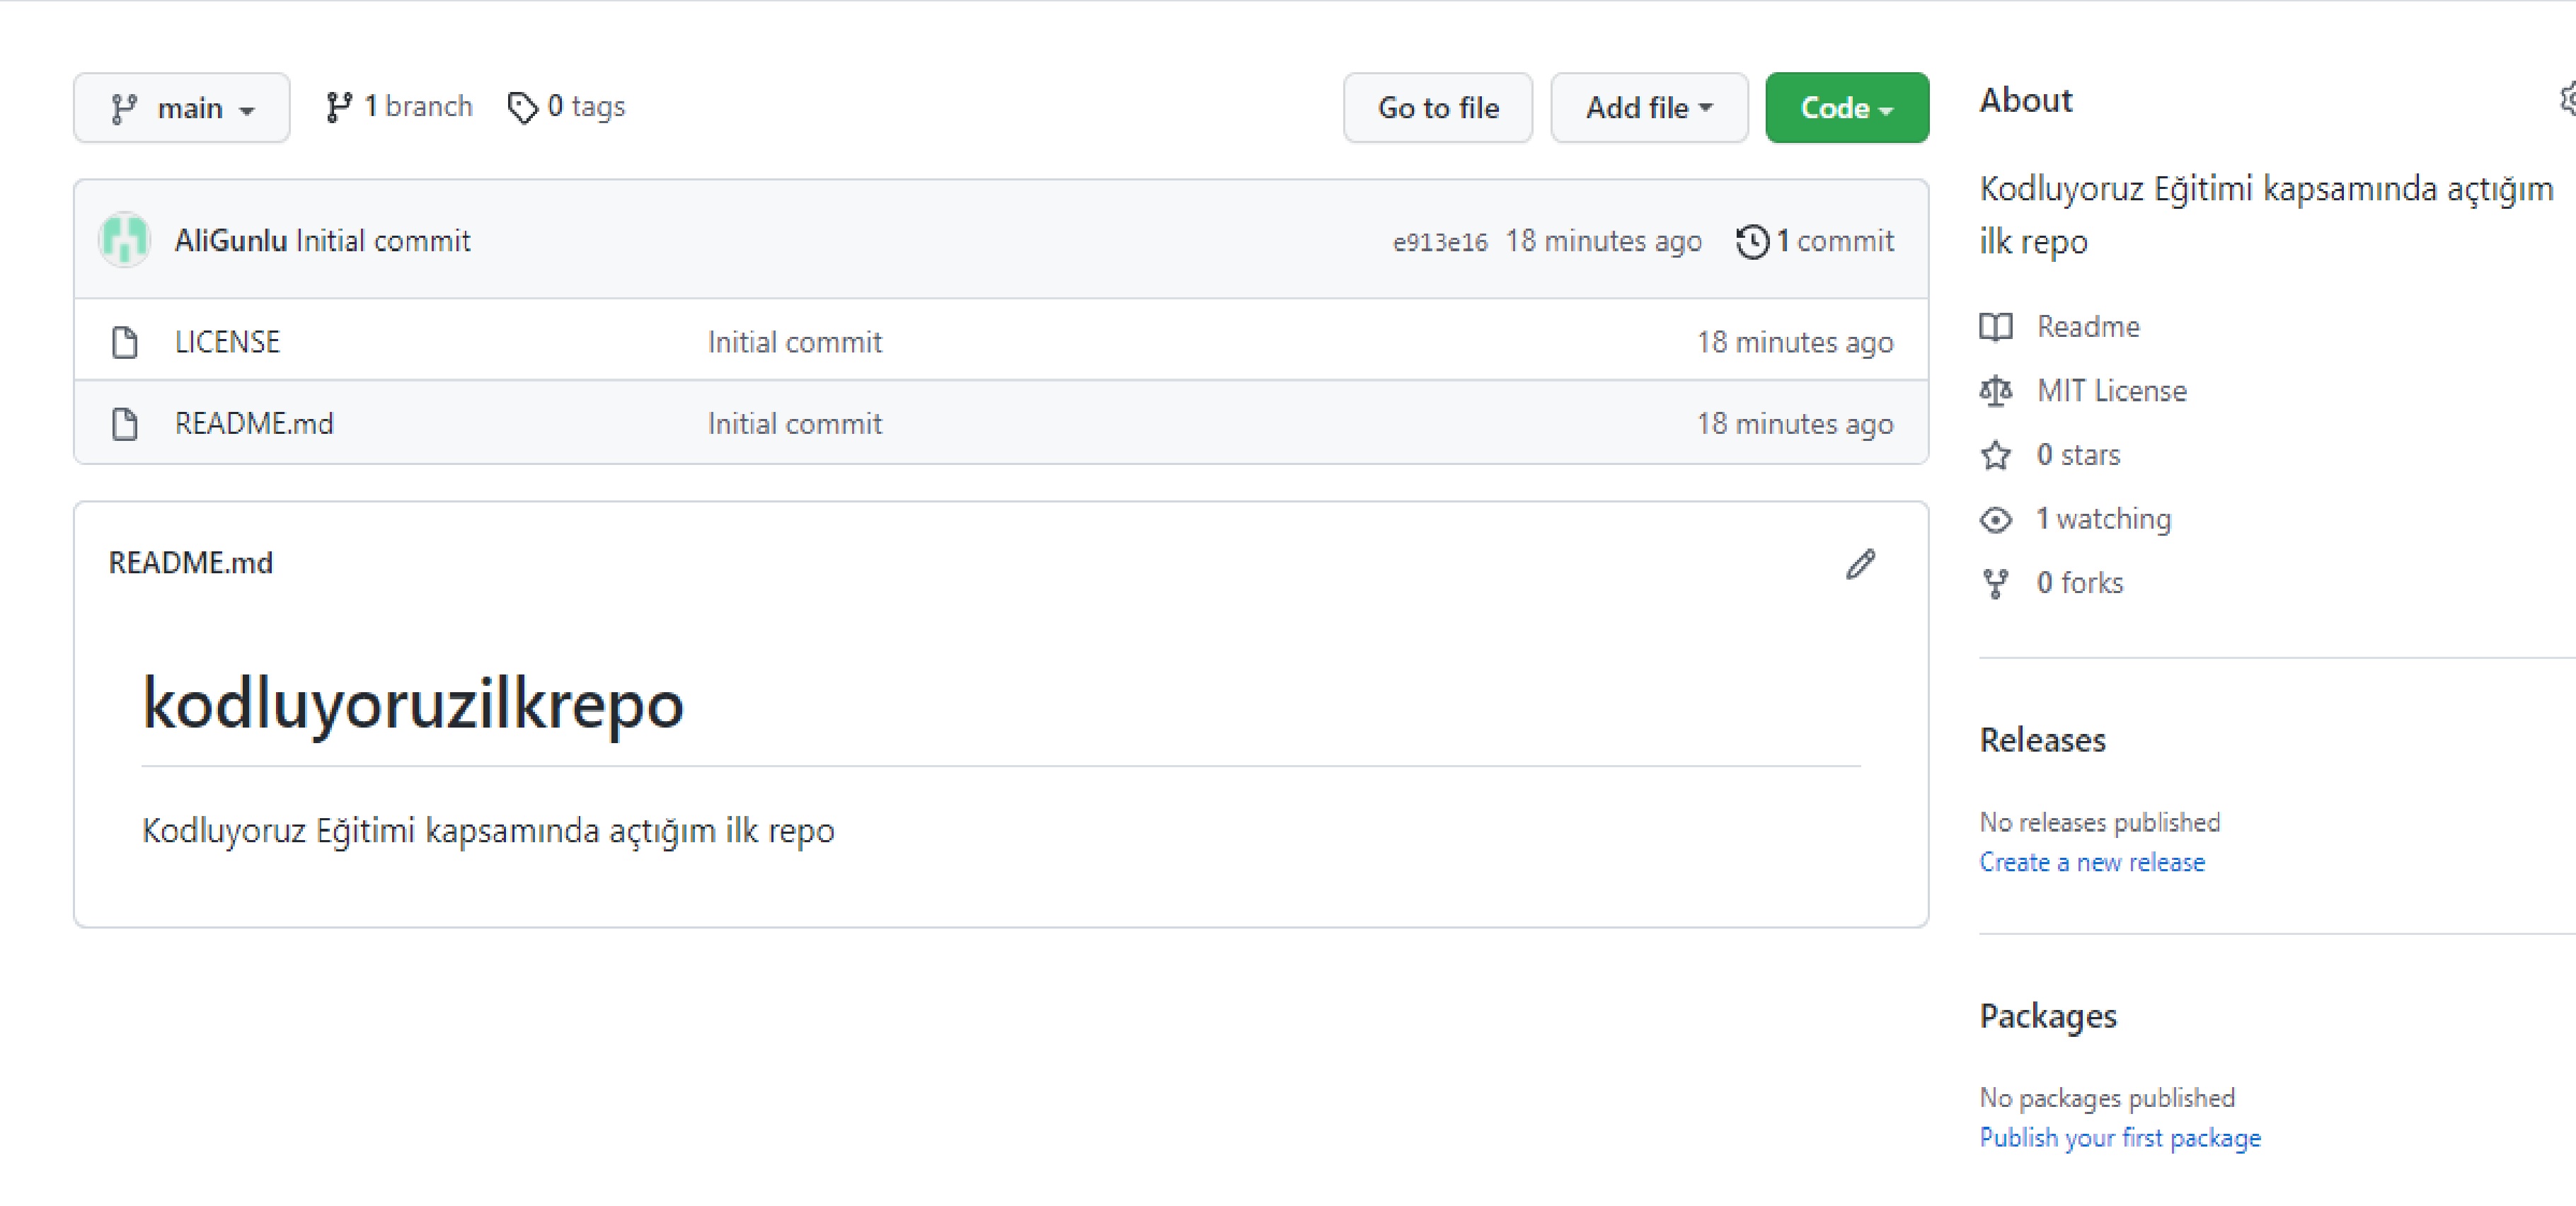 main
1 branch
0 tags
Go to file
Add file
Code
AliGunlu Initial commit
e913e16 18 minutes ago
1 commit
LICENSE
Initial commit
18 minutes ago
README.md
Initial commit
18 minutes ago
README.md
kodluyoruzilkrepo
Kodluyoruz Eğitimi kapsamında açtığım ilk repo
About
Kodluyoruz Eğitimi kapsamında açtığım
ilk repo
Readme
MIT License
0 stars
1 watching
0 forks
Releases
No releases published
Create a new release
Packages
No packages published
Publish your first package